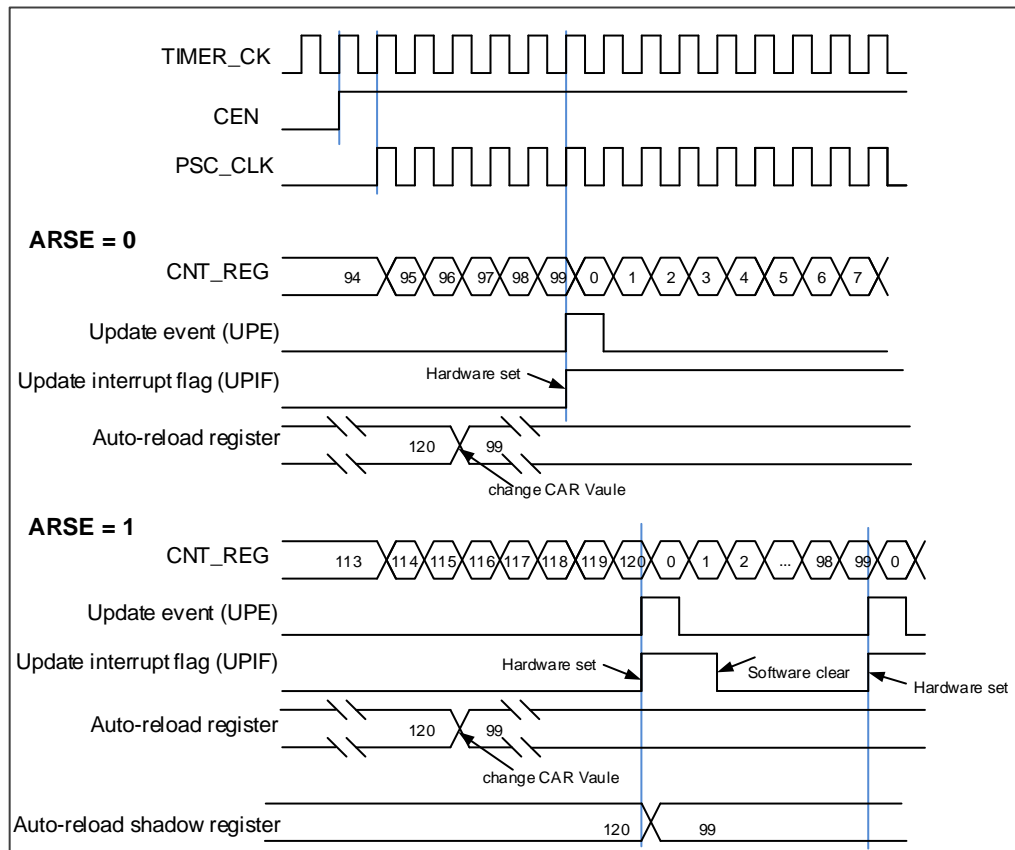 TIMER_CK
CEN
PSC_CLK
ARSE = 0
CNT_REG 94 95 96 97 98 99 0 1 2 3 4 5 6 7
Update event (UPE)
Update interrupt flag (UPIF) Hardware set
Auto-reload register 120 99
change CAR Vaule
ARSE = 1
CNT_REG 113 114 115 116 117 118 119 120 0 1 2 ... 98 99 0
Update event (UPE)
Update interrupt flag (UPIF) Hardware set Software clear Hardware set
Auto-reload register 120 99
change CAR Vaule
Auto-reload shadow register 120 99